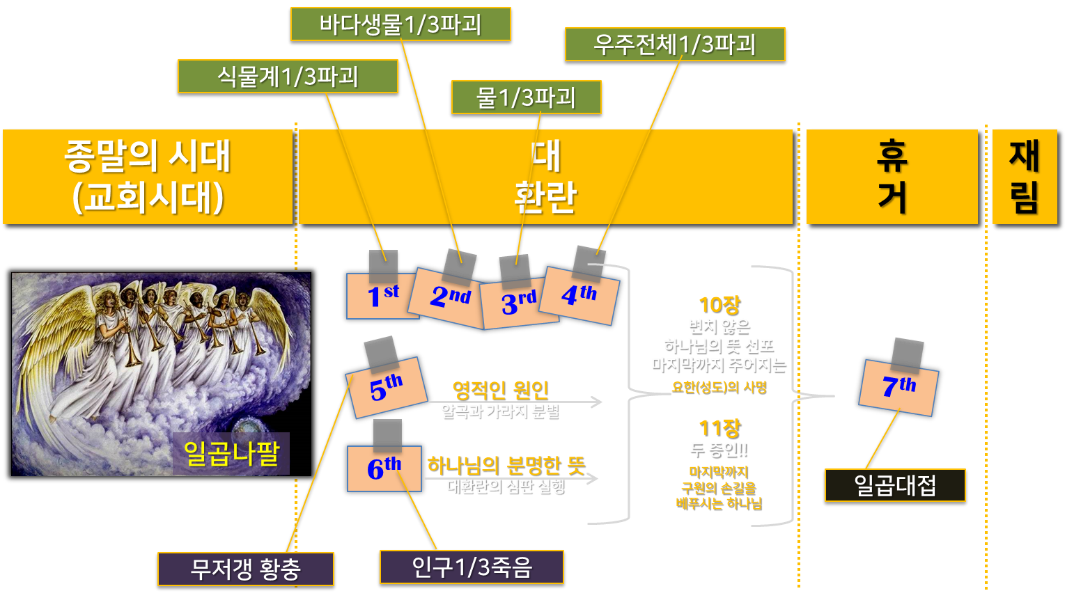 바다생물1/3파괴
우주전체1/3파괴
식물계1/3파괴
물1/3파괴
종말의 시대
(교회시대)
대
환란
휴
거
재
림
1st
2nd
3rd
4th
10장
변치 않은
하나님의 뜻 선포
마지막까지 주어지는
요한(성도)의 사명
5th
영적인 원인
알곡과 가라지 분별
7th
11장
두 증인!!
마지막까지
구원의 손길을
베푸시는 하나님
일곱나팔
6th
하나님의 분명한 뜻
대환란의 심판 실행
일곱대접
무저갱 황충
인구1/3죽음